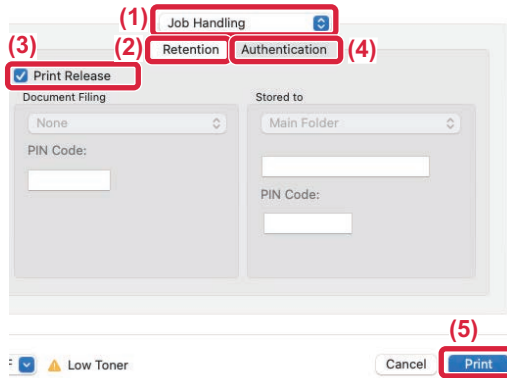 (1)
Job Handling
(3)
(2)
Retention
Authentication
(4)
Print Release
Document Filing
Stored to
None
Main Folder
PIN Code:
PIN Code:
(5)
Low Toner
Cancel
Print